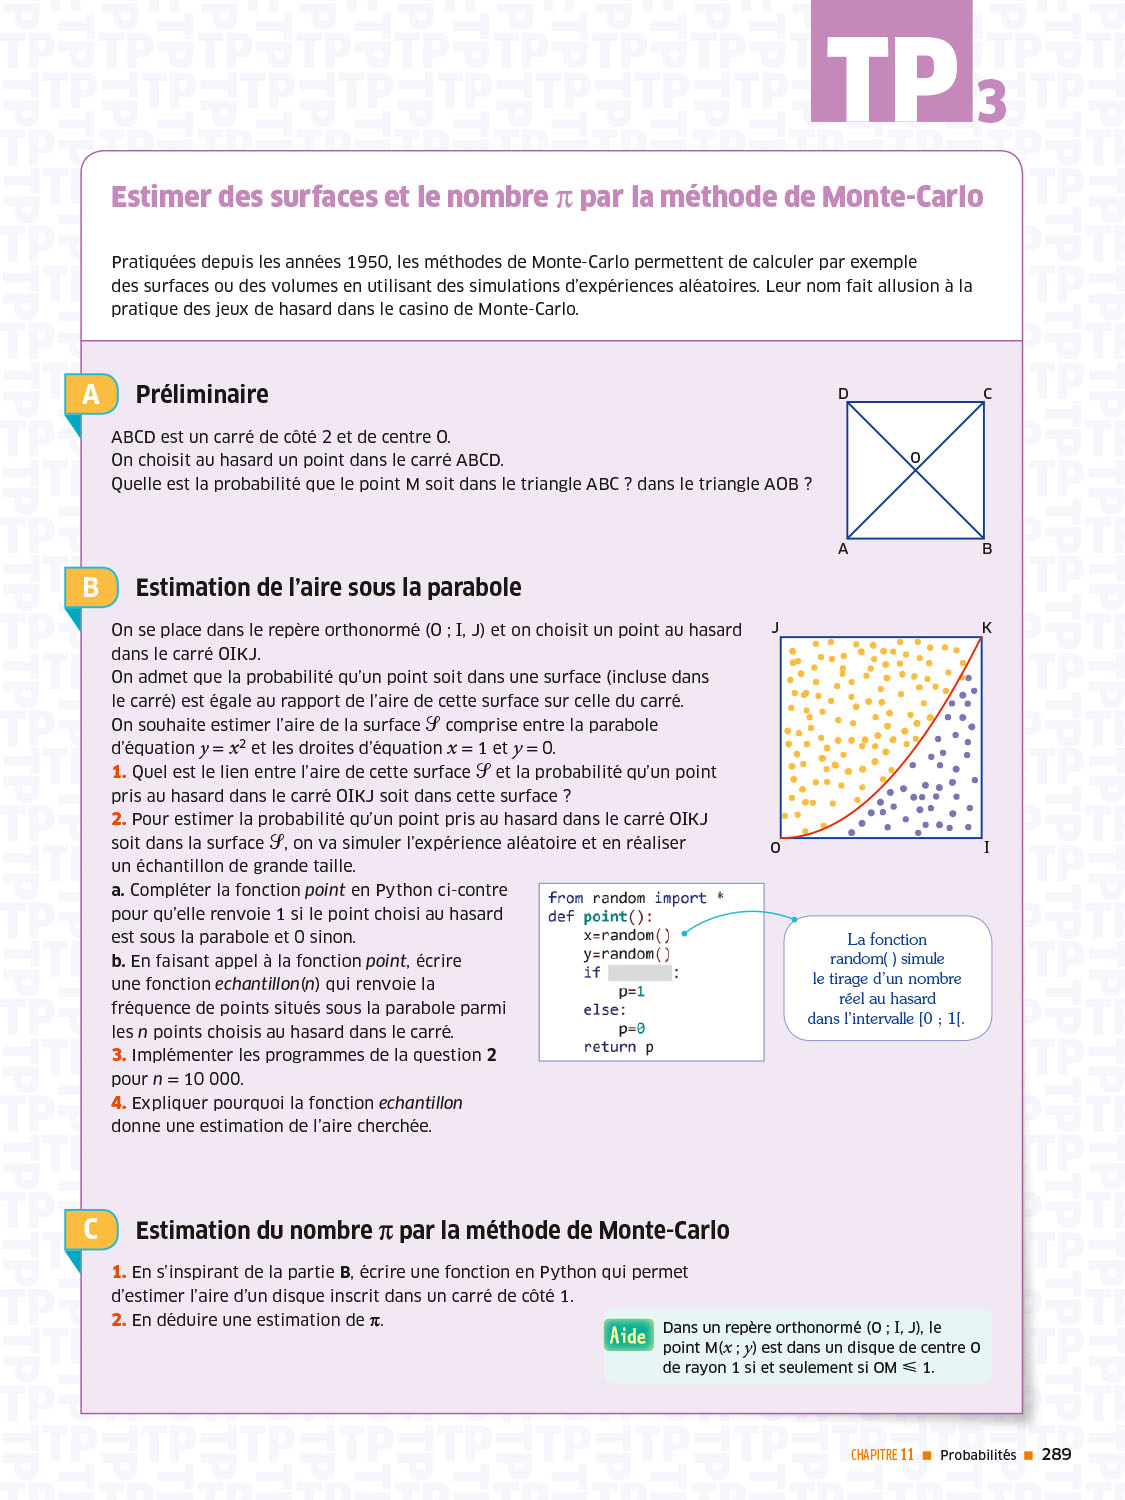 TP3
Estimer des surfaces et le nombre π par la méthode de Monte-Carlo
Pratiquées depuis les années 1950, les méthodes de Monte-Carlo permettent de calculer par exemple
des surfaces ou des volumes en utilisant des simulations d'expériences aléatoires. Leur nom fait allusion à la
pratique des jeux de hasard dans le casino de Monte-Carlo.
A Préliminaire
ABCD est un carré de côté 2 et de centre O.
On choisit au hasard un point dans le carré ABCD.
Quelle est la probabilité que le point M soit dans le triangle ABC ? dans le triangle AOB ?
D C
O
A B
B Estimation de l'aire sous la parabole
On se place dans le repère orthonormé (O ; I, J) et on choisit un point au hasard
dans le carré OIKJ.
On admet que la probabilité qu'un point soit dans une surface (incluse dans
le carré) est égale au rapport de l'aire de cette surface sur celle du carré.
On souhaite estimer l'aire de la surface 𝒮 comprise entre la parabole
d'équation y = x² et les droites d'équation x = 1 et y = 0.
1. Quel est le lien entre l'aire de cette surface 𝒮 et la probabilité qu'un point
pris au hasard dans le carré OIKJ soit dans cette surface ?
2. Pour estimer la probabilité qu'un point pris au hasard dans le carré OIKJ
soit dans la surface 𝒮, on va simuler l'expérience aléatoire et en réaliser
un échantillon de grande taille.
J K
O I
a. Compléter la fonction point en Python ci-contre
pour qu'elle renvoie 1 si le point choisi au hasard
est sous la parabole et 0 sinon.
b. En faisant appel à la fonction point, écrire
une fonction echantillon(n) qui renvoie la
fréquence de points situés sous la parabole parmi
les n points choisis au hasard dans le carré.
3. Implémenter les programmes de la question 2
pour n = 10 000.
4. Expliquer pourquoi la fonction echantillon
donne une estimation de l'aire cherchée.
from random import *
def point():
    x=random()
    y=random()
    if :
        p=1
    else:
        p=0
    return p
La fonction
random( ) simule
le tirage d'un nombre
réel au hasard
dans l'intervalle [0 ; 1[.
C Estimation du nombre π par la méthode de Monte-Carlo
1. En s'inspirant de la partie B, écrire une fonction en Python qui permet
d'estimer l'aire d'un disque inscrit dans un carré de côté 1.
2. En déduire une estimation de π.
Aide
Dans un repère orthonormé (O ; I, J), le
point M(x ; y) est dans un disque de centre O
de rayon 1 si et seulement si OM ⩽ 1.
CHAPITRE 11 ■ Probabilités ■ 289